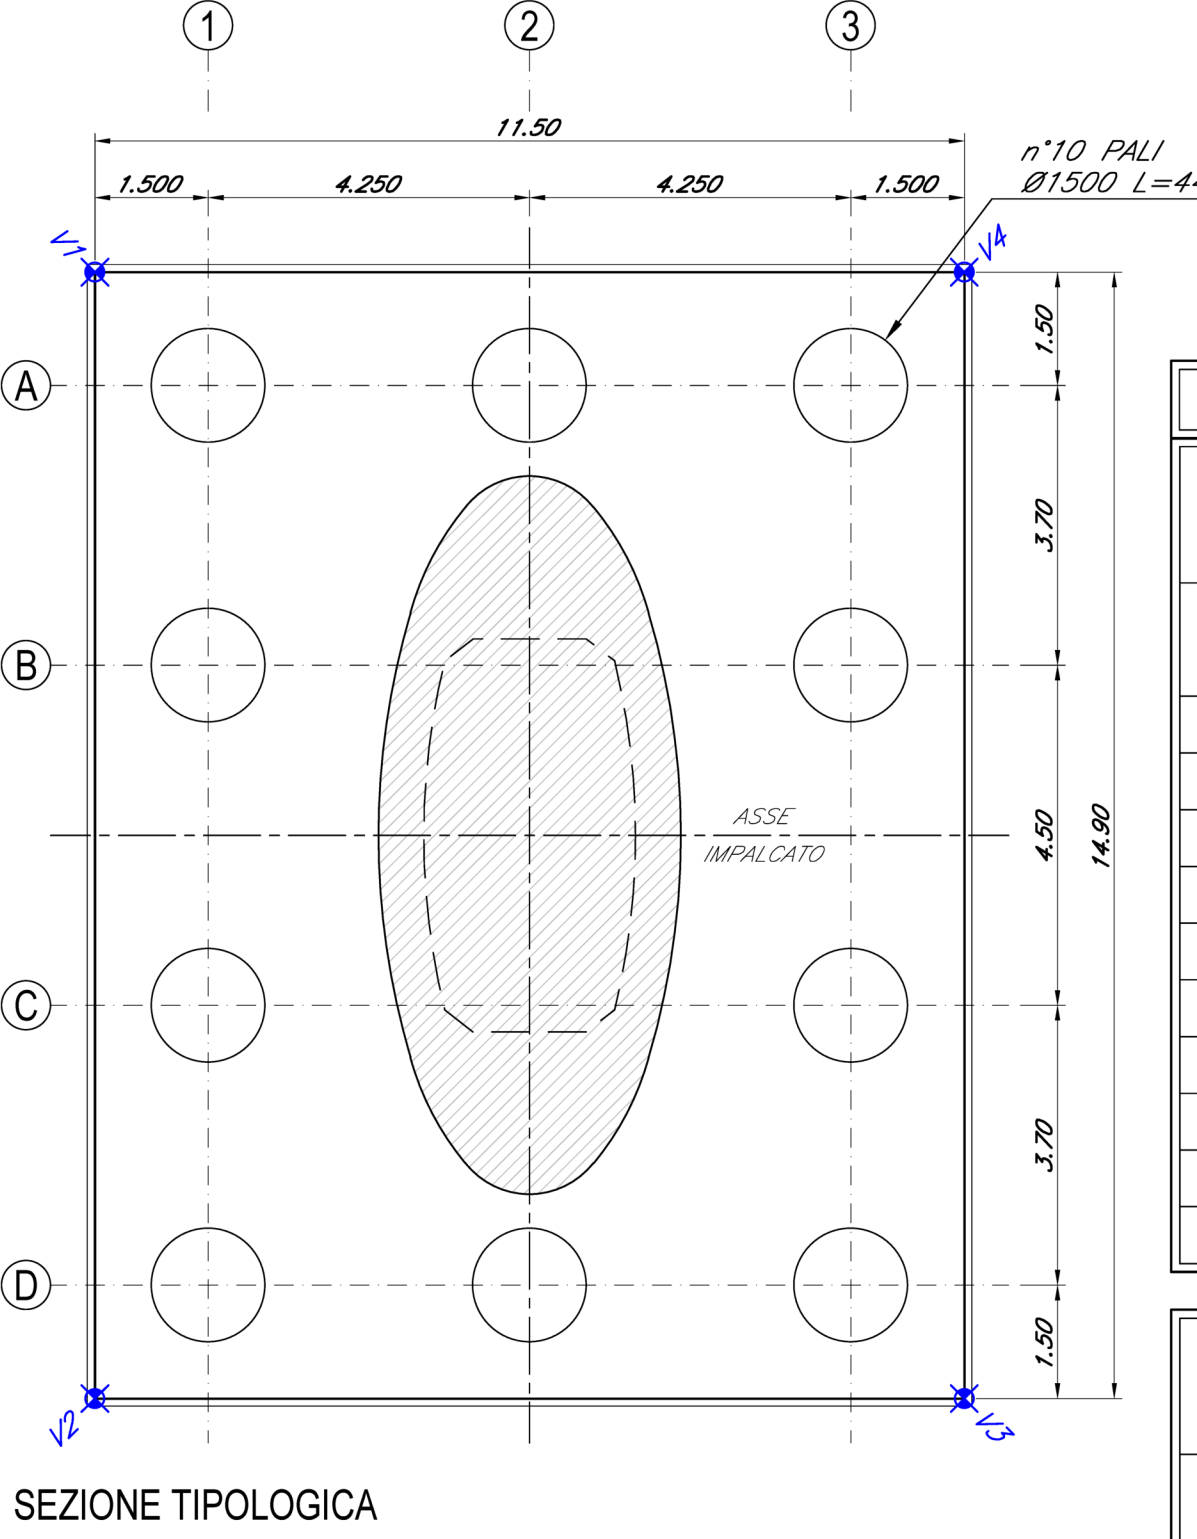 1 2 3
11.50
1.500 4.250 4.250 1.500
n°10 PALI
Ø1500 L=44
V1
V4
A
B
C
D
1.50
3.70
4.50
3.70
1.50
14.90
ASSE
IMPALCATO
V2
V3
SEZIONE TIPOLOGICA